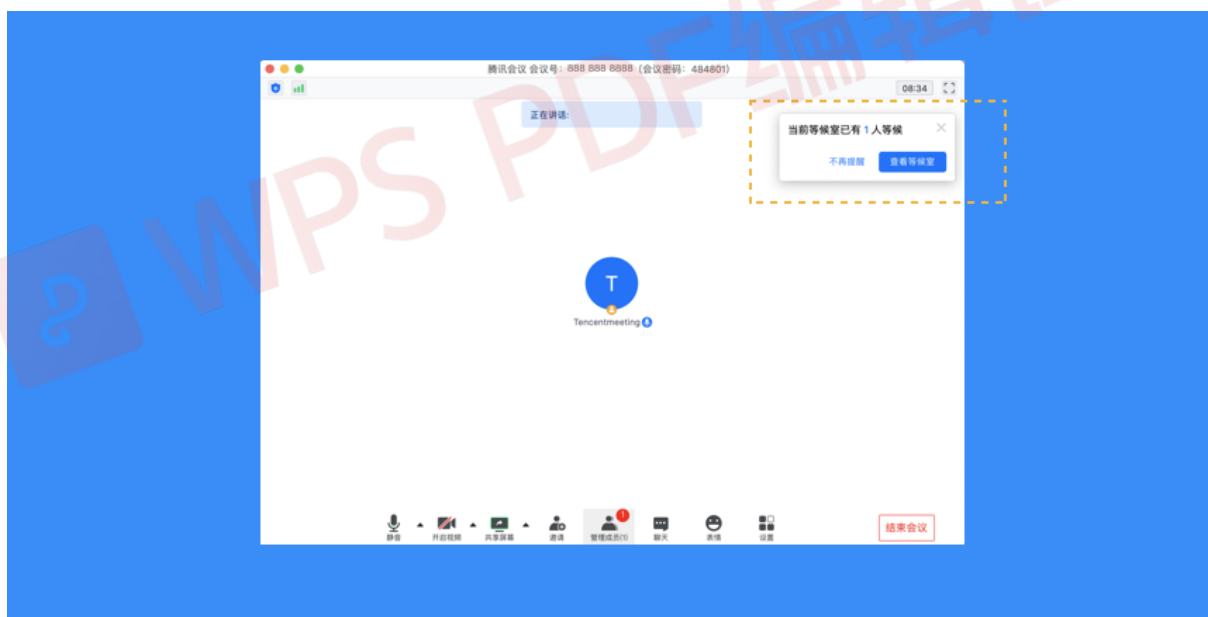 WPS PDF编辑
腾讯会议 会议号：888 888 8888（会议密码：484801）
08:34
正在讲话:
当前等候室已有 1 人等候
不再提醒 查看等候室
T
Tencentmeeting
1
静音 开启视频 共享屏幕 邀请 管理成员(1) 聊天 表情 设置
结束会议